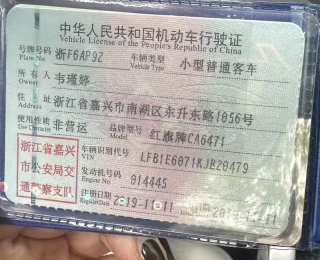 中华人民共和国机动车行驶证
Vehicle License of the People's Republic of China
号牌号码 浙F6AP92 车辆类型 小型普通客车
Plate No. Vehicle Type
所有人 韦瑾婷
Owner
住址 浙江省嘉兴市南湖区东升东路1056号
Address
使用性质 非营运 品牌型号 红旗牌CA6471
Use Character Model
浙江省嘉兴 车辆识别代号 LFB1E6071KJB20479
VIN
市公安局交 发动机号码 014445
Engine No.
通警察支队 注册日期 2019-11-11
Register Date